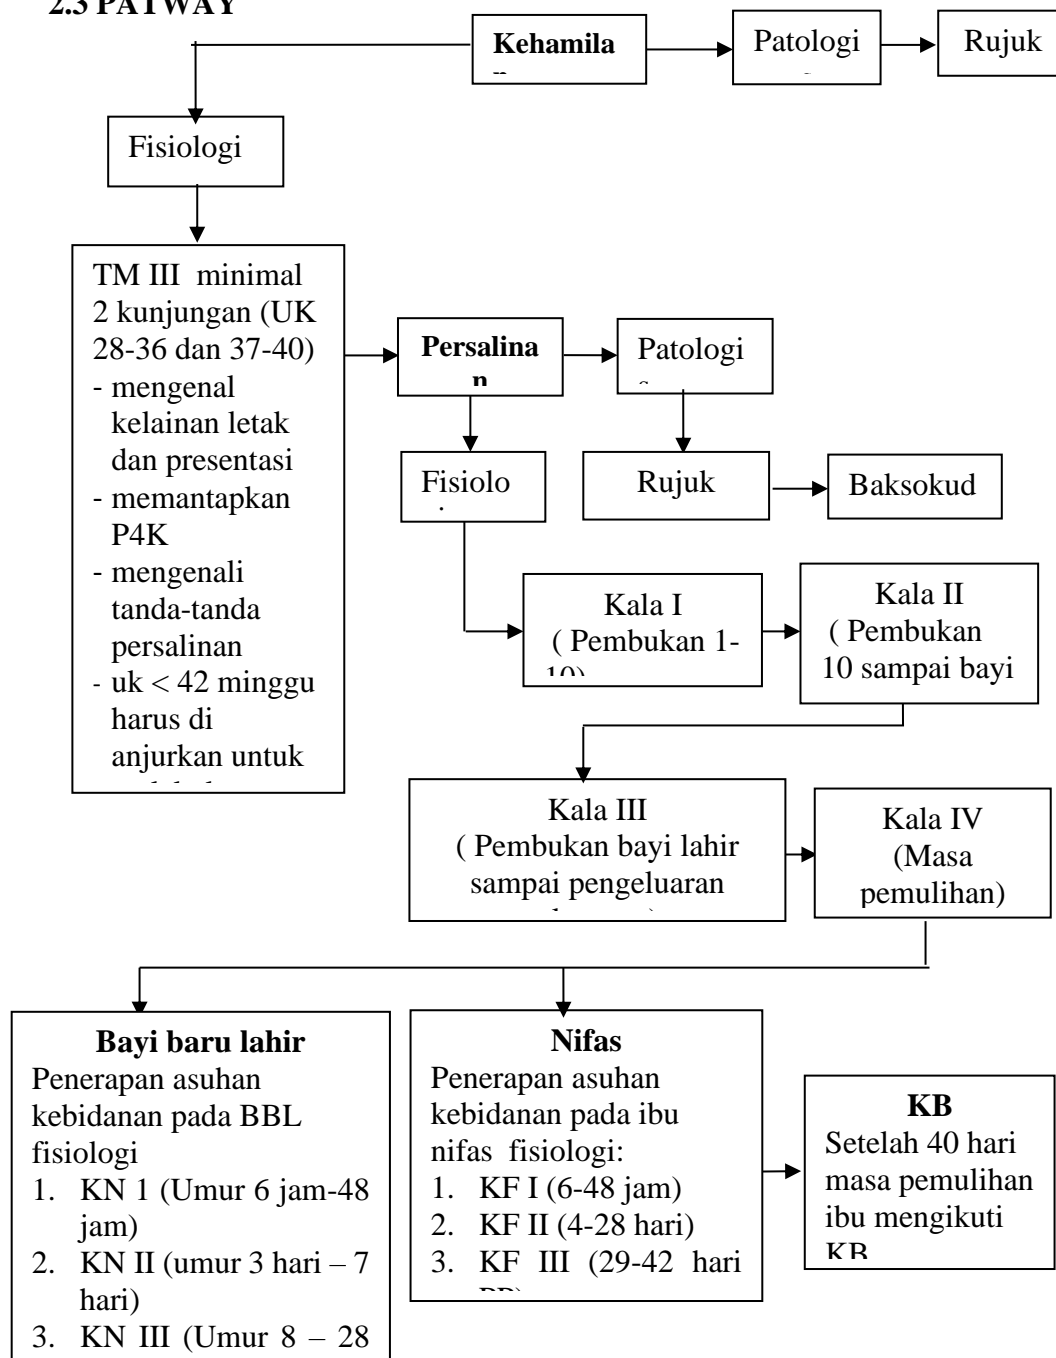 2.3 PATWAY
Kehamila
Patologi
Rujuk
Fisiologi
TM III minimal
2 kunjungan (UK
28-36 dan 37-40)
- mengenal
kelainan letak
dan presentasi
- memantapkan
P4K
- mengenali
tanda-tanda
persalinan
- uk < 42 minggu
harus di
anjurkan untuk
Persalina
n
Patologi
Fisiolo
Rujuk
Baksokud
Kala I
( Pembukan 1-
10)
Kala II
( Pembukan
10 sampai bayi
Kala III
( Pembukan bayi lahir
sampai pengeluaran
Kala IV
(Masa
pemulihan)
Bayi baru lahir
Penerapan asuhan
kebidanan pada BBL
fisiologi
1. KN 1 (Umur 6 jam-48
jam)
2. KN II (umur 3 hari – 7
hari)
3. KN III (Umur 8 – 28
Nifas
Penerapan asuhan
kebidanan pada ibu
nifas fisiologi:
1. KF I (6-48 jam)
2. KF II (4-28 hari)
3. KF III (29-42 hari
KB
Setelah 40 hari
masa pemulihan
ibu mengikuti
KB